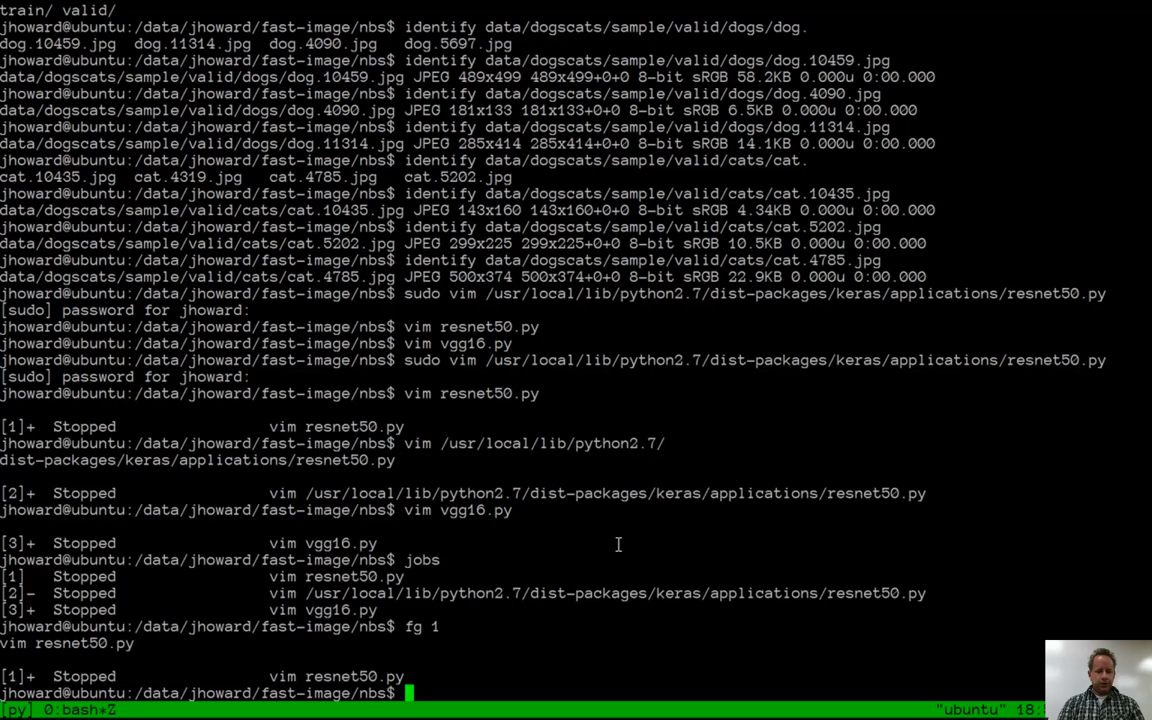 train/ valid/
jhoward@ubuntu:/data/jhoward/fast-image/nbs$ identify data/dogscats/sample/valid/dogs/dog.
dog.10459.jpg  dog.11314.jpg  dog.4090.jpg   dog.5697.jpg
jhoward@ubuntu:/data/jhoward/fast-image/nbs$ identify data/dogscats/sample/valid/dogs/dog.10459.jpg
data/dogscats/sample/valid/dogs/dog.10459.jpg JPEG 489x499 489x499+0+0 8-bit sRGB 58.2KB 0.000u 0:00.000
jhoward@ubuntu:/data/jhoward/fast-image/nbs$ identify data/dogscats/sample/valid/dogs/dog.4090.jpg
data/dogscats/sample/valid/dogs/dog.4090.jpg JPEG 181x133 181x133+0+0 8-bit sRGB 6.5KB 0.000u 0:00.000
jhoward@ubuntu:/data/jhoward/fast-image/nbs$ identify data/dogscats/sample/valid/dogs/dog.11314.jpg
data/dogscats/sample/valid/dogs/dog.11314.jpg JPEG 285x414 285x414+0+0 8-bit sRGB 14.1KB 0.000u 0:00.000
jhoward@ubuntu:/data/jhoward/fast-image/nbs$ identify data/dogscats/sample/valid/cats/cat.
cat.10435.jpg  cat.4319.jpg   cat.4785.jpg   cat.5202.jpg
jhoward@ubuntu:/data/jhoward/fast-image/nbs$ identify data/dogscats/sample/valid/cats/cat.10435.jpg
data/dogscats/sample/valid/cats/cat.10435.jpg JPEG 143x160 143x160+0+0 8-bit sRGB 4.34KB 0.000u 0:00.000
jhoward@ubuntu:/data/jhoward/fast-image/nbs$ identify data/dogscats/sample/valid/cats/cat.5202.jpg
data/dogscats/sample/valid/cats/cat.5202.jpg JPEG 299x225 299x225+0+0 8-bit sRGB 10.5KB 0.000u 0:00.000
jhoward@ubuntu:/data/jhoward/fast-image/nbs$ identify data/dogscats/sample/valid/cats/cat.4785.jpg
data/dogscats/sample/valid/cats/cat.4785.jpg JPEG 500x374 500x374+0+0 8-bit sRGB 22.9KB 0.000u 0:00.000
jhoward@ubuntu:/data/jhoward/fast-image/nbs$ sudo vim /usr/local/lib/python2.7/dist-packages/keras/applications/resnet50.py
[sudo] password for jhoward:
jhoward@ubuntu:/data/jhoward/fast-image/nbs$ vim resnet50.py
jhoward@ubuntu:/data/jhoward/fast-image/nbs$ vim vgg16.py
jhoward@ubuntu:/data/jhoward/fast-image/nbs$ sudo vim /usr/local/lib/python2.7/dist-packages/keras/applications/resnet50.py
[sudo] password for jhoward:
jhoward@ubuntu:/data/jhoward/fast-image/nbs$ vim resnet50.py
[1]+  Stopped                 vim resnet50.py
jhoward@ubuntu:/data/jhoward/fast-image/nbs$ vim /usr/local/lib/python2.7/
dist-packages/keras/applications/resnet50.py
[2]+  Stopped                 vim /usr/local/lib/python2.7/dist-packages/keras/applications/resnet50.py
jhoward@ubuntu:/data/jhoward/fast-image/nbs$ vim vgg16.py
[3]+  Stopped                 vim vgg16.py
jhoward@ubuntu:/data/jhoward/fast-image/nbs$ jobs
[1]   Stopped                 vim resnet50.py
[2]-  Stopped                 vim /usr/local/lib/python2.7/dist-packages/keras/applications/resnet50.py
[3]+  Stopped                 vim vgg16.py
jhoward@ubuntu:/data/jhoward/fast-image/nbs$ fg 1
vim resnet50.py
[1]+  Stopped                 vim resnet50.py
jhoward@ubuntu:/data/jhoward/fast-image/nbs$
[py] 0:bash*Z "ubuntu" 18: